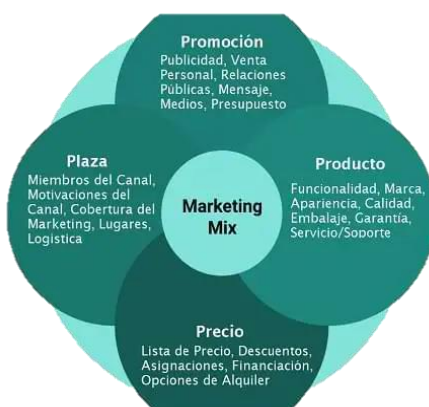 Promoción
Publicidad, Venta
Personal, Relaciones
Públicas, Mensaje,
Medios, Presupuesto
Plaza
Miembros del Canal,
Motivaciones del
Canal, Cobertura del
Marketing, Lugares,
Logistica
Marketing
Mix
Producto
Funcionalidad, Marca,
Apariencia, Calidad,
Embalaje, Garantía,
Servicio/Soporte
Precio
Lista de Precio, Descuentos,
Asignaciones, Financiación,
Opciones de Alquiler